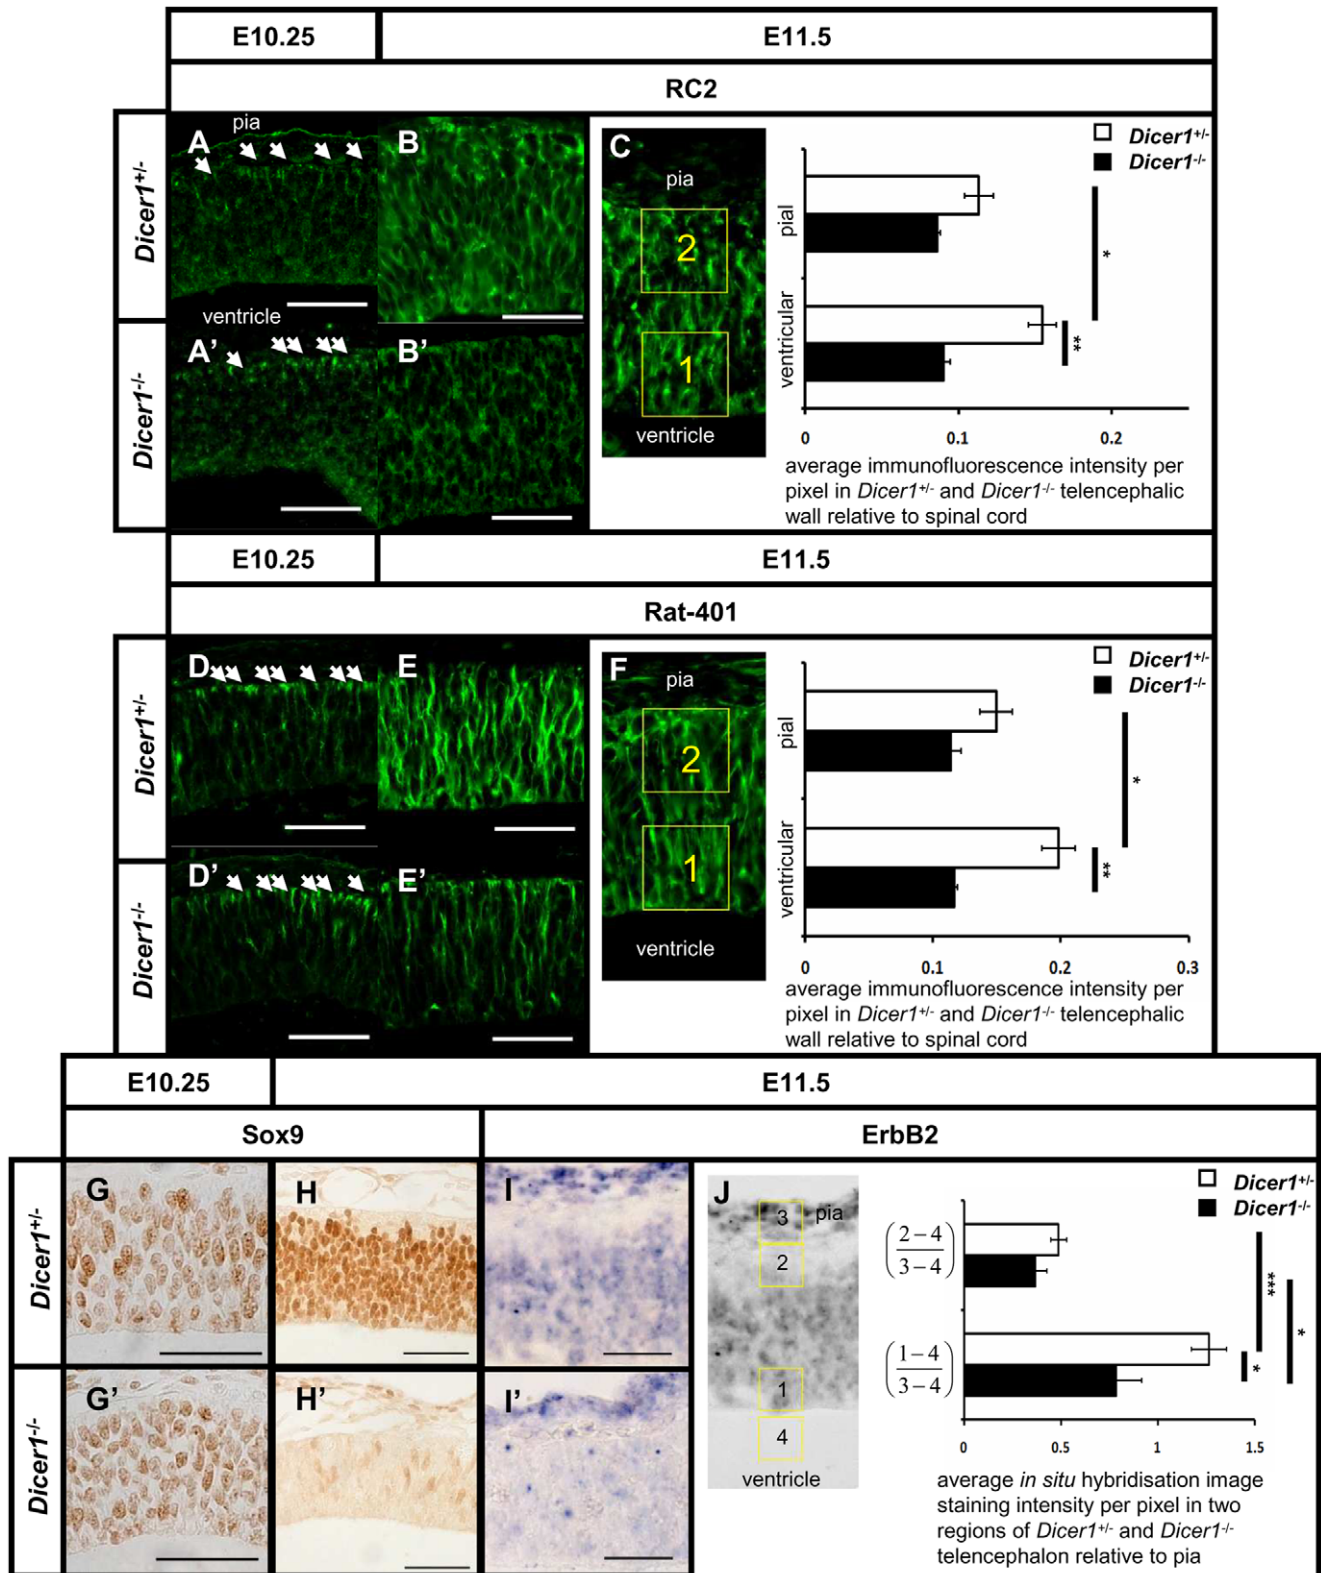 E10.25
E11.5
RC2
Dicer1+/-
Dicer1-/-
A
pia
B
C
pia
2
1
ventricle
ventricle
A'
B'
Dicer1+/-
Dicer1-/-
pial
ventricular
*
**
0
0.1
0.2
average immunofluorescence intensity per
pixel in Dicer1+/- and Dicer1-/- telencephalic
wall relative to spinal cord
E10.25
E11.5
Rat-401
Dicer1+/-
Dicer1-/-
D
E
F
pia
2
1
ventricle
D'
E'
Dicer1+/-
Dicer1-/-
pial
ventricular
*
**
0
0.1
0.2
0.3
average immunofluorescence intensity per
pixel in Dicer1+/- and Dicer1-/- telencephalic
wall relative to spinal cord
E10.25
E11.5
Sox9
ErbB2
Dicer1+/-
Dicer1-/-
G
H
I
J
3
pia
2
1
4
ventricle
G'
H'
I'
Dicer1+/-
Dicer1-/-
(2-4
3-4)
(1-4
3-4)
***
*
*
0
0.5
1
1.5
average in situ hybridisation image
staining intensity per pixel in two
regions of Dicer1+/- and Dicer1-/-
telencephalon relative to pia